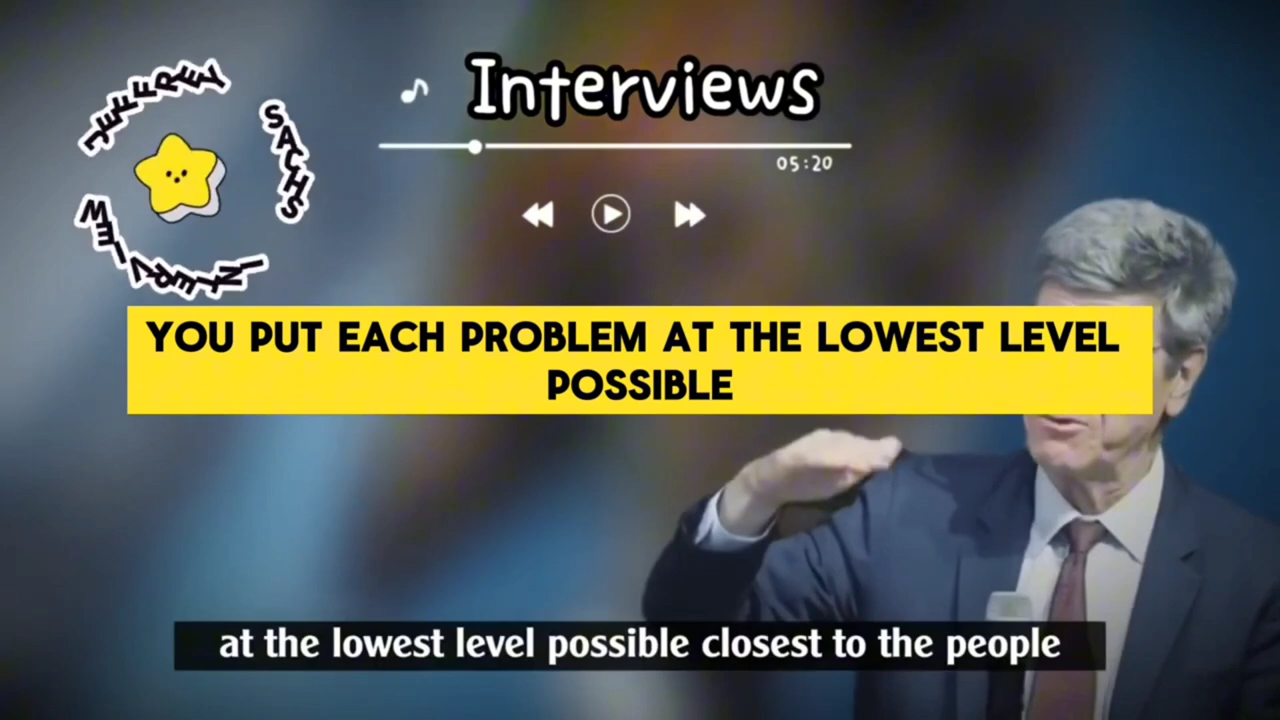 JEFFREY
SACHS
INTERVIEW
Interviews
05:20
YOU PUT EACH PROBLEM AT THE LOWEST LEVEL
POSSIBLE
at the lowest level possible closest to the people